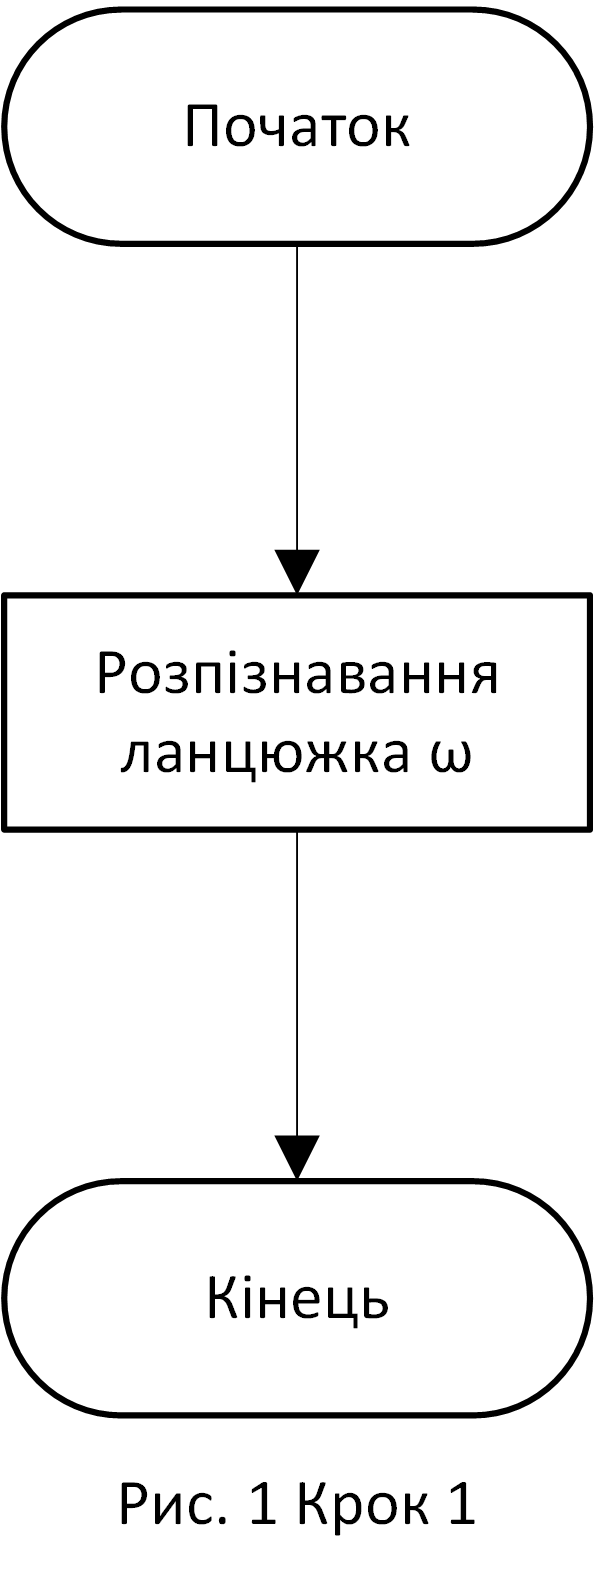 Початок
Розпізнавання
ланцюжка ω
Кінець
Рис. 1 Крок 1